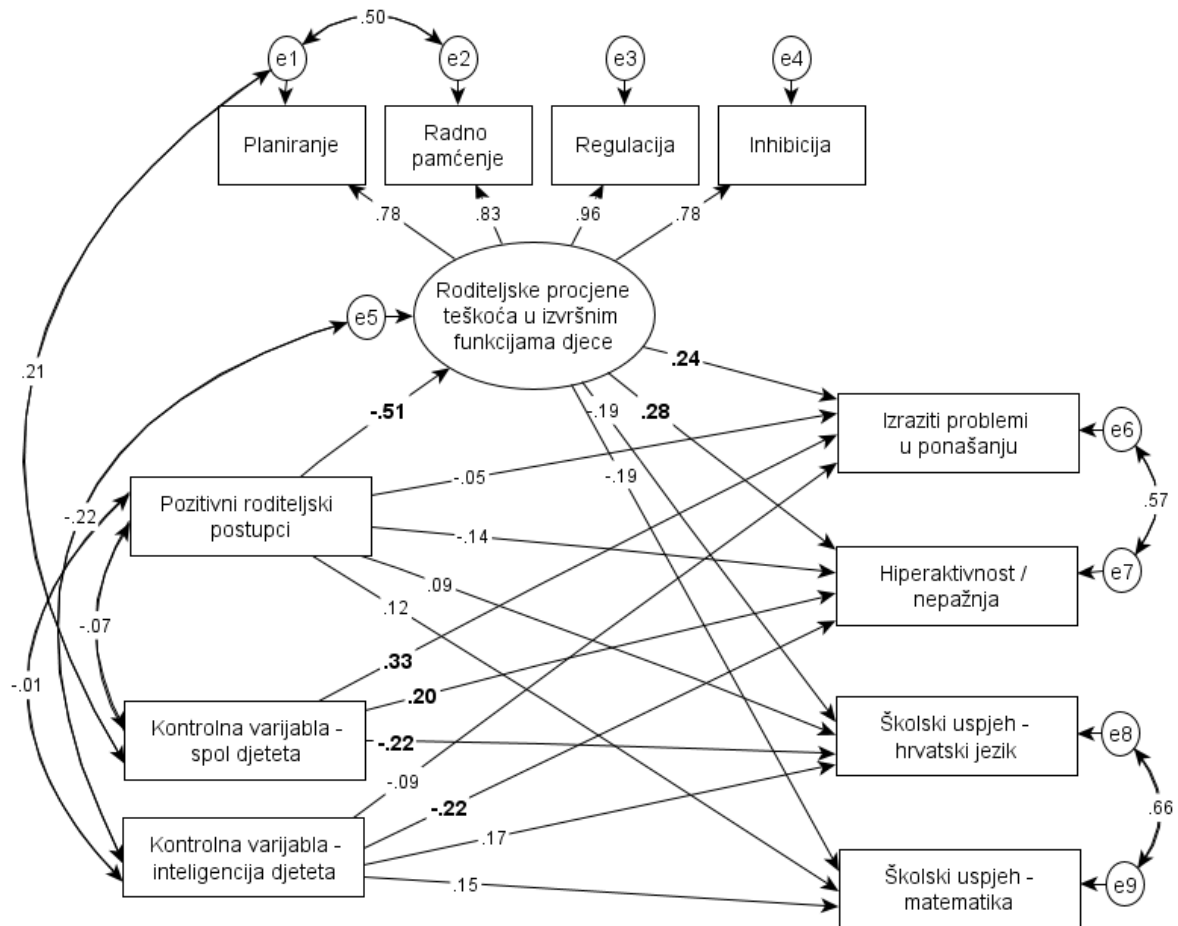 .50
e1
e2
e3
e4
Planiranje
Radno
pamćenje
Regulacija
Inhibicija
.78
.83
.96
.78
Roditeljske procjene
teškoća u izvršnim
funkcijama djece
e5
.21
.24
-.51
.28
-.19
-.19
Izraziti problemi
u ponašanju
e6
-.05
Pozitivni roditeljski
postupci
-.22
-.14
.57
Hiperaktivnost /
nepažnja
e7
.09
.12
-.07
-.01
.33
.20
Kontrolna varijabla -
spol djeteta
-.22
Školski uspjeh -
hrvatski jezik
e8
-.09
-.22
.66
Kontrolna varijabla -
inteligencija djeteta
.17
.15
Školski uspjeh -
matematika
e9